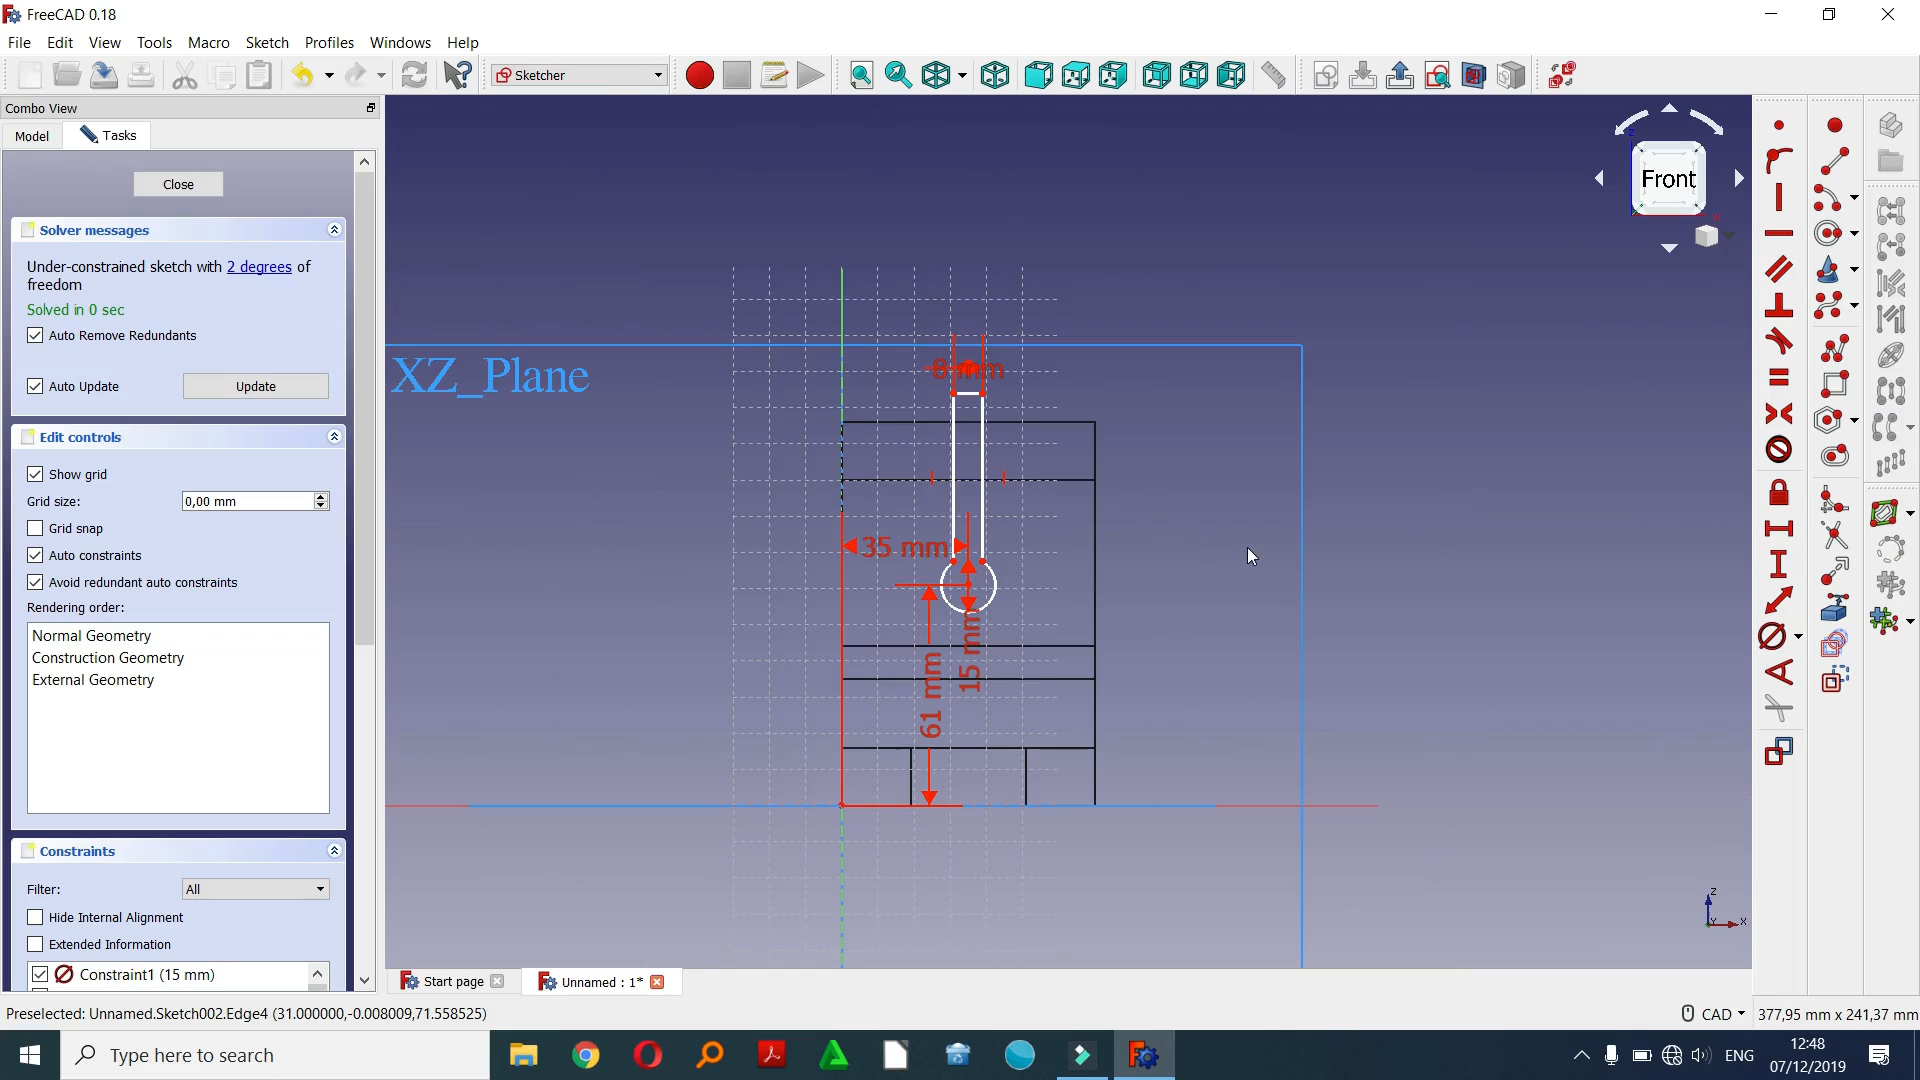 FreeCAD 0.18
File Edit View Tools Macro Sketch Profiles Windows Help
Sketcher
Combo View
Model
Tasks
Close
Solver messages
Under-constrained sketch with 2 degrees of
freedom
Solved in 0 sec
Auto Remove Redundants
Auto Update
Update
Edit controls
Show grid
Grid size:
0,00 mm
Grid snap
Auto constraints
Avoid redundant auto constraints
Rendering order:
Normal Geometry
Construction Geometry
External Geometry
Constraints
Filter:
All
Hide Internal Alignment
Extended Information
Constraint1 (15 mm)
XZ_Plane
8 mm
35 mm
15 mm
61 mm
Front
Z
Y
X
Start page
Unnamed : 1*
Preselected: Unnamed.Sketch002.Edge4 (31.000000,-0.008009,71.558525)
CAD
377,95 mm x 241,37 mm
Type here to search
ENG
12:48
07/12/2019